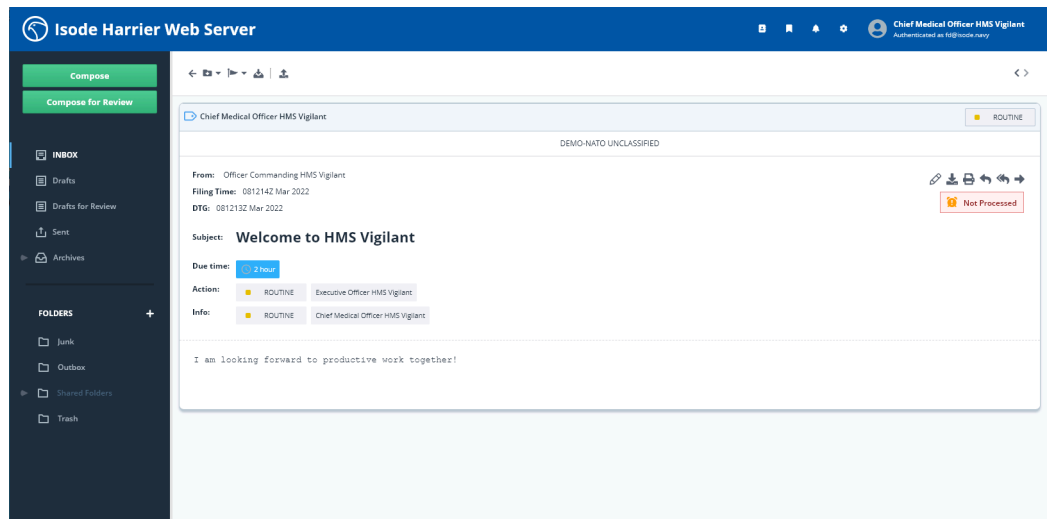 Isode Harrier Web Server
Chief Medical Officer HMS Vigilant
Authenticated as fd@isode.navy
Compose
Compose for Review
INBOX
Drafts
Drafts for Review
Sent
Archives
FOLDERS +
Junk
Outbox
Shared Folders
Trash
Chief Medical Officer HMS Vigilant
ROUTINE
DEMO-NATO UNCLASSIFIED
From: Officer Commanding HMS Vigilant
Filing Time: 081214Z Mar 2022
DTG: 081213Z Mar 2022
Not Processed
Subject: Welcome to HMS Vigilant
Due time: 2 hour
Action: ROUTINE Executive Officer HMS Vigilant
Info: ROUTINE Chief Medical Officer HMS Vigilant
I am looking forward to productive work together!